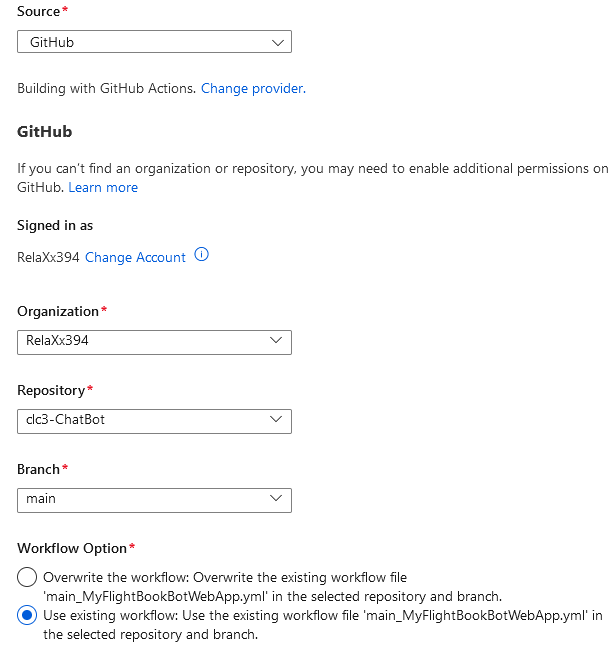 Source*
GitHub
Building with GitHub Actions. Change provider.
GitHub
If you can't find an organization or repository, you may need to enable additional permissions on
GitHub. Learn more
Signed in as
RelaXx394 Change Account
Organization*
RelaXx394
Repository*
clc3-ChatBot
Branch*
main
Workflow Option*
Overwrite the workflow: Overwrite the existing workflow file
'main_MyFlightBookBotWebApp.yml' in the selected repository and branch.
Use existing workflow: Use the existing workflow file 'main_MyFlightBookBotWebApp.yml' in
the selected repository and branch.